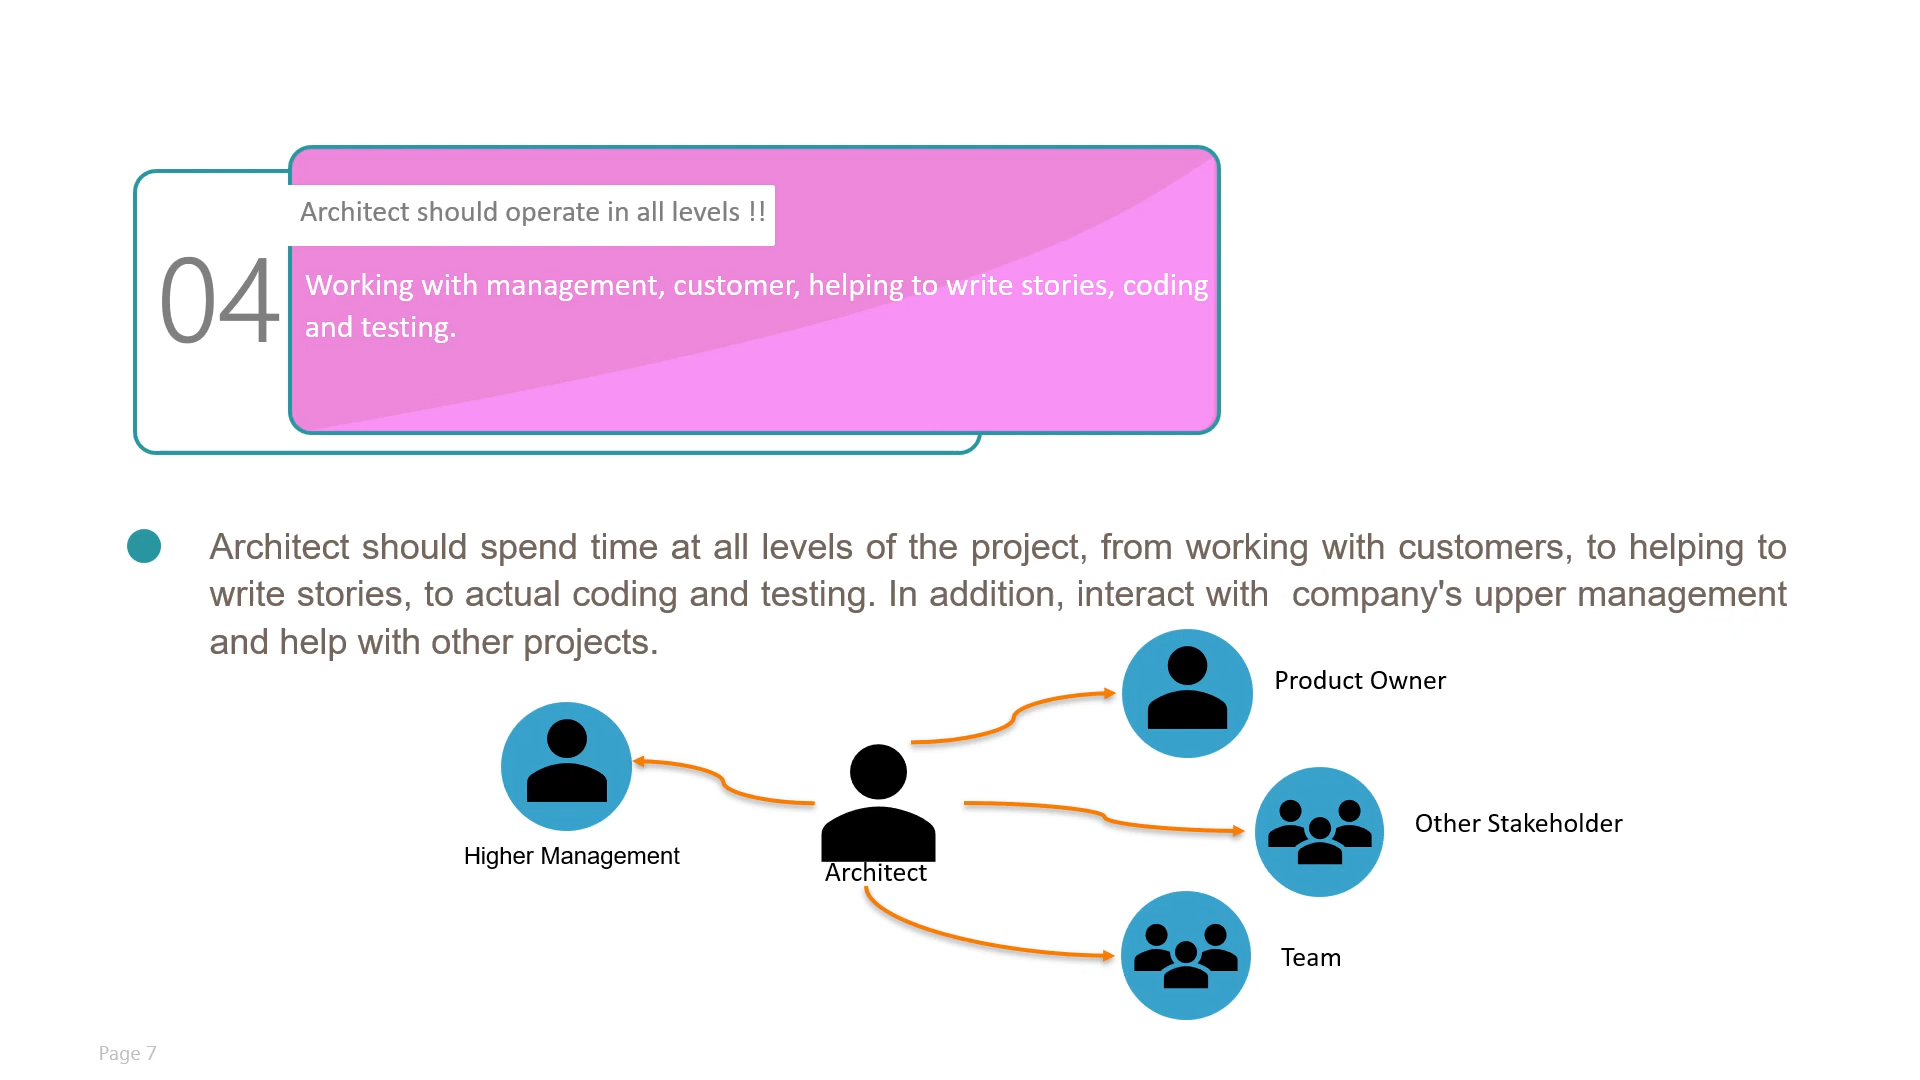 Architect should operate in all levels !!
04
Working with management, customer, helping to write stories, coding
and testing.
Architect should spend time at all levels of the project, from working with customers, to helping to
write stories, to actual coding and testing. In addition, interact with  company's upper management
and help with other projects.
Product Owner
Other Stakeholder
Higher Management
Architect
Team
Page 7